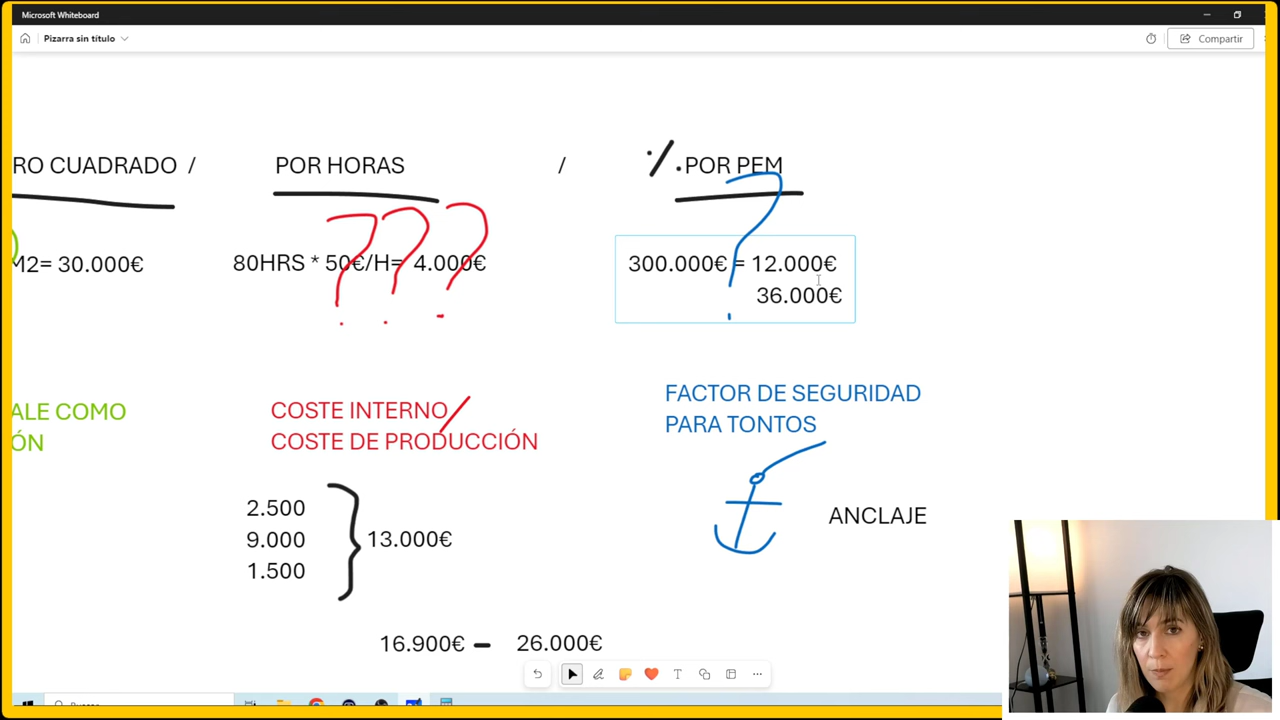 Microsoft Whiteboard
Pizarra sin título
Compartir
RO CUADRADO / POR HORAS / %. POR PEM
M2= 30.000€
80HRS * 50€/H= 4.000€
???
300.000€ = 12.000€
36.000€
?
ALE COMO
ÓN
COSTE INTERNO/
COSTE DE PRODUCCIÓN
FACTOR DE SEGURIDAD
PARA TONTOS
2.500
9.000
1.500
13.000€
ANCLAJE
16.900€ – 26.000€